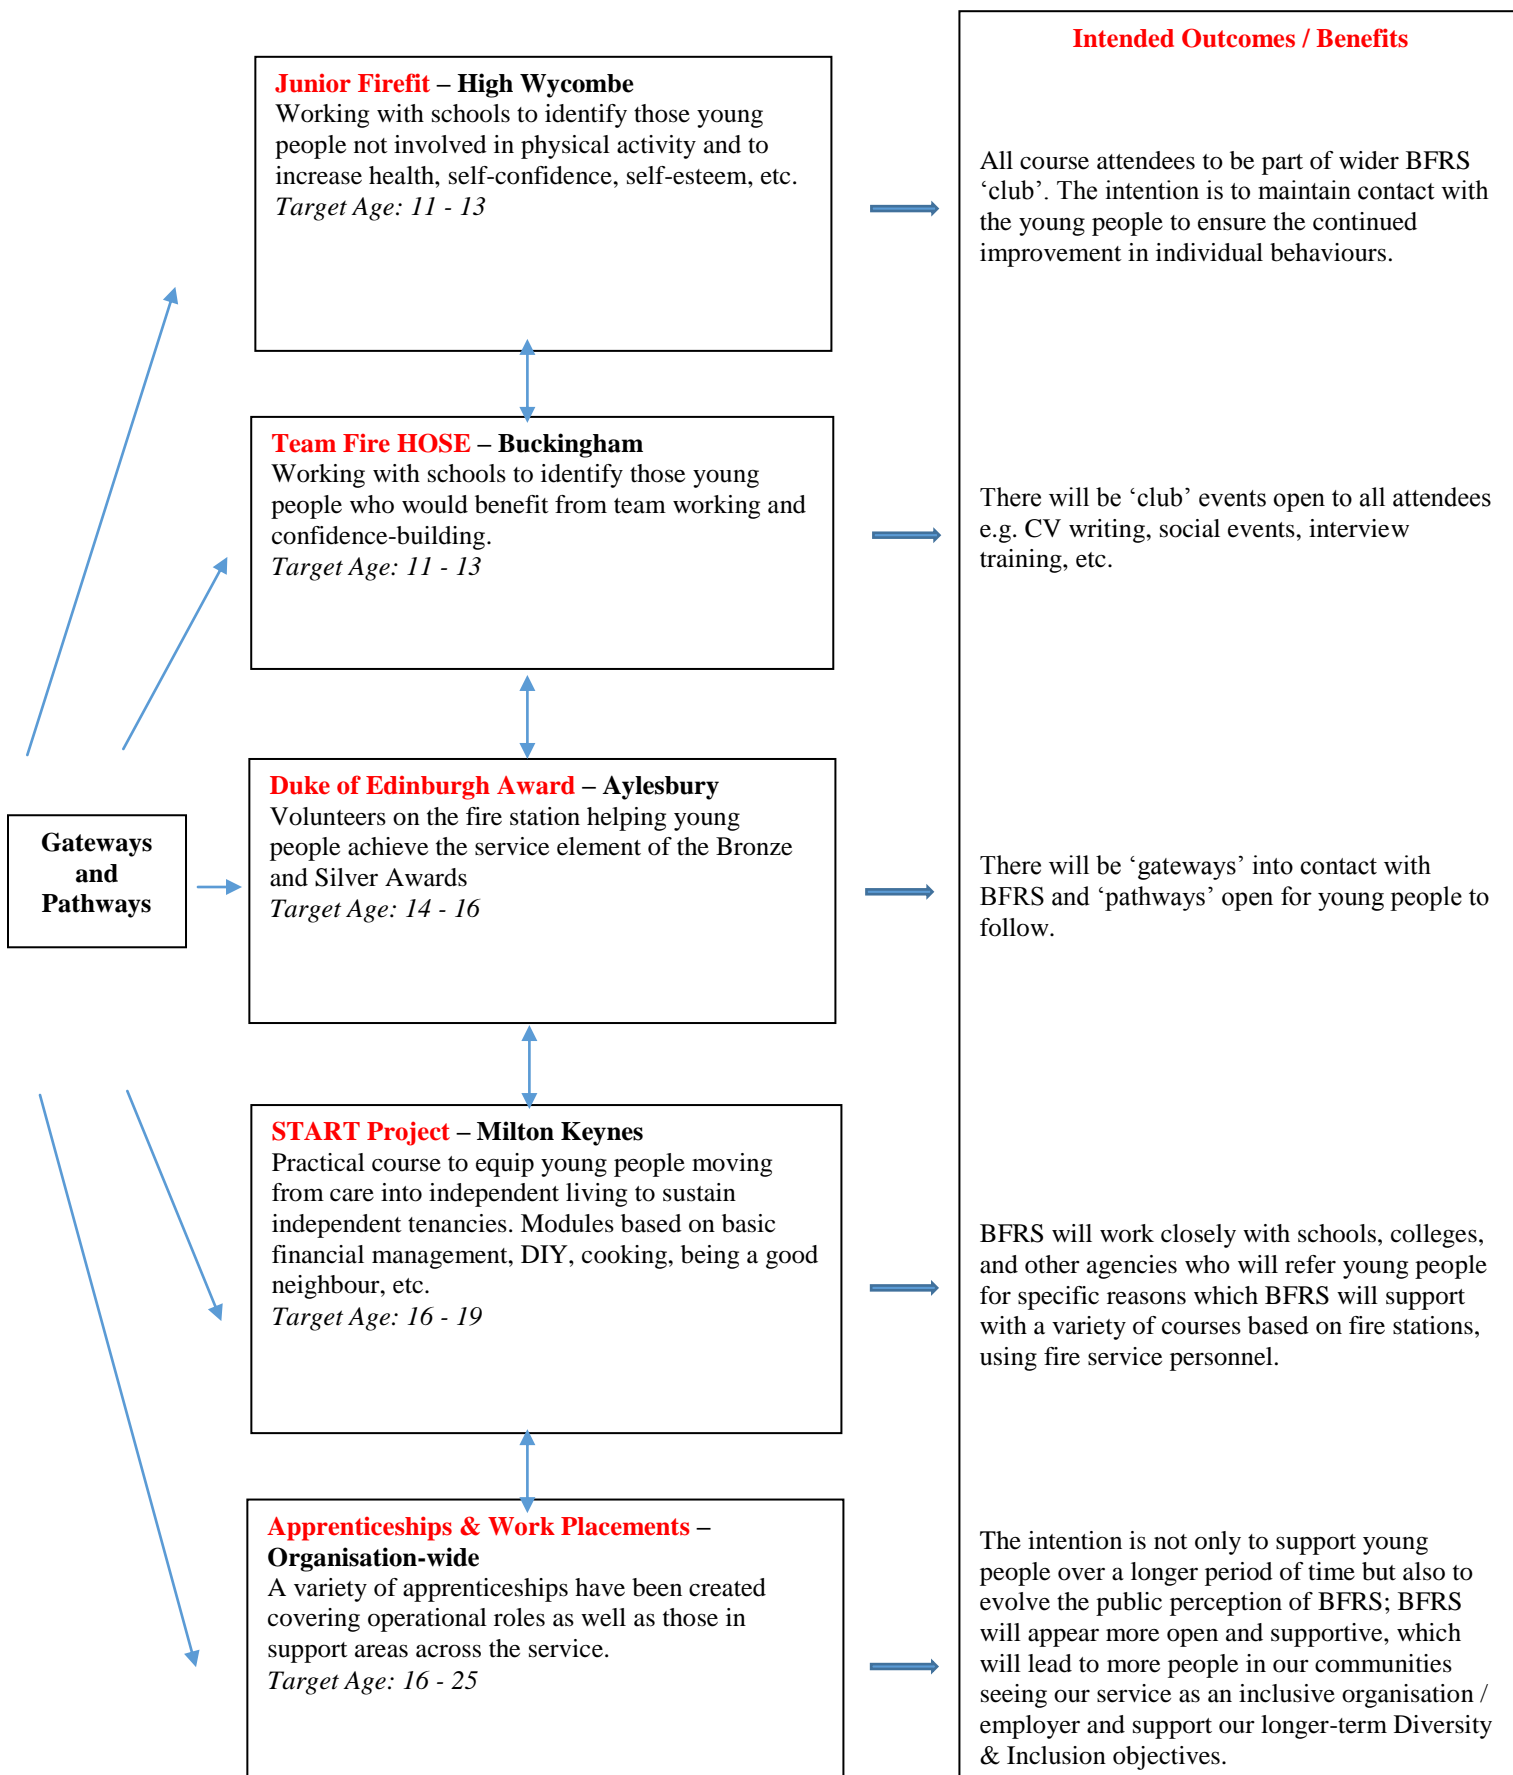 Gateways
and
Pathways
Junior Firefit – High Wycombe
Working with schools to identify those young
people not involved in physical activity and to
increase health, self-confidence, self-esteem, etc.
Target Age: 11 - 13
Team Fire HOSE – Buckingham
Working with schools to identify those young
people who would benefit from team working and
confidence-building.
Target Age: 11 - 13
Duke of Edinburgh Award – Aylesbury
Volunteers on the fire station helping young
people achieve the service element of the Bronze
and Silver Awards
Target Age: 14 - 16
START Project – Milton Keynes
Practical course to equip young people moving
from care into independent living to sustain
independent tenancies. Modules based on basic
financial management, DIY, cooking, being a good
neighbour, etc.
Target Age: 16 - 19
Apprenticeships & Work Placements –
Organisation-wide
A variety of apprenticeships have been created
covering operational roles as well as those in
support areas across the service.
Target Age: 16 - 25
Intended Outcomes / Benefits
All course attendees to be part of wider BFRS
‘club’. The intention is to maintain contact with
the young people to ensure the continued
improvement in individual behaviours.
There will be ‘club’ events open to all attendees
e.g. CV writing, social events, interview
training, etc.
There will be ‘gateways’ into contact with
BFRS and ‘pathways’ open for young people to
follow.
BFRS will work closely with schools, colleges,
and other agencies who will refer young people
for specific reasons which BFRS will support
with a variety of courses based on fire stations,
using fire service personnel.
The intention is not only to support young
people over a longer period of time but also to
evolve the public perception of BFRS; BFRS
will appear more open and supportive, which
will lead to more people in our communities
seeing our service as an inclusive organisation /
employer and support our longer-term Diversity
& Inclusion objectives.